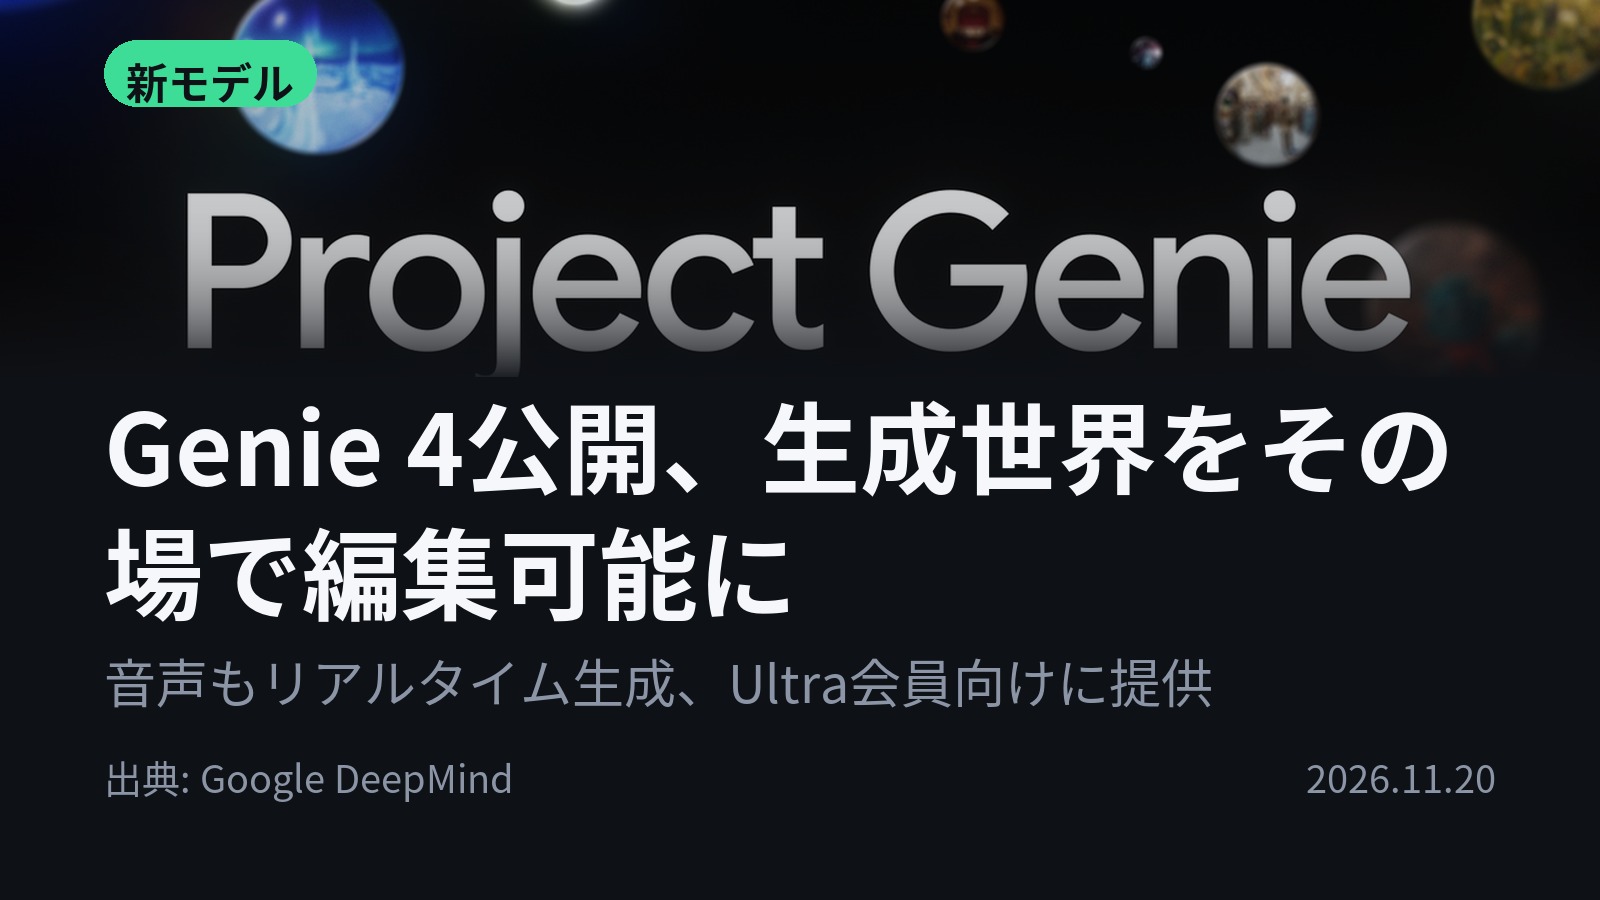 新モデル
Project Genie
Genie 4公開、生成世界をその
場で編集可能に
音声もリアルタイム生成、Ultra会員向けに提供
出典: Google DeepMind
2026.11.20